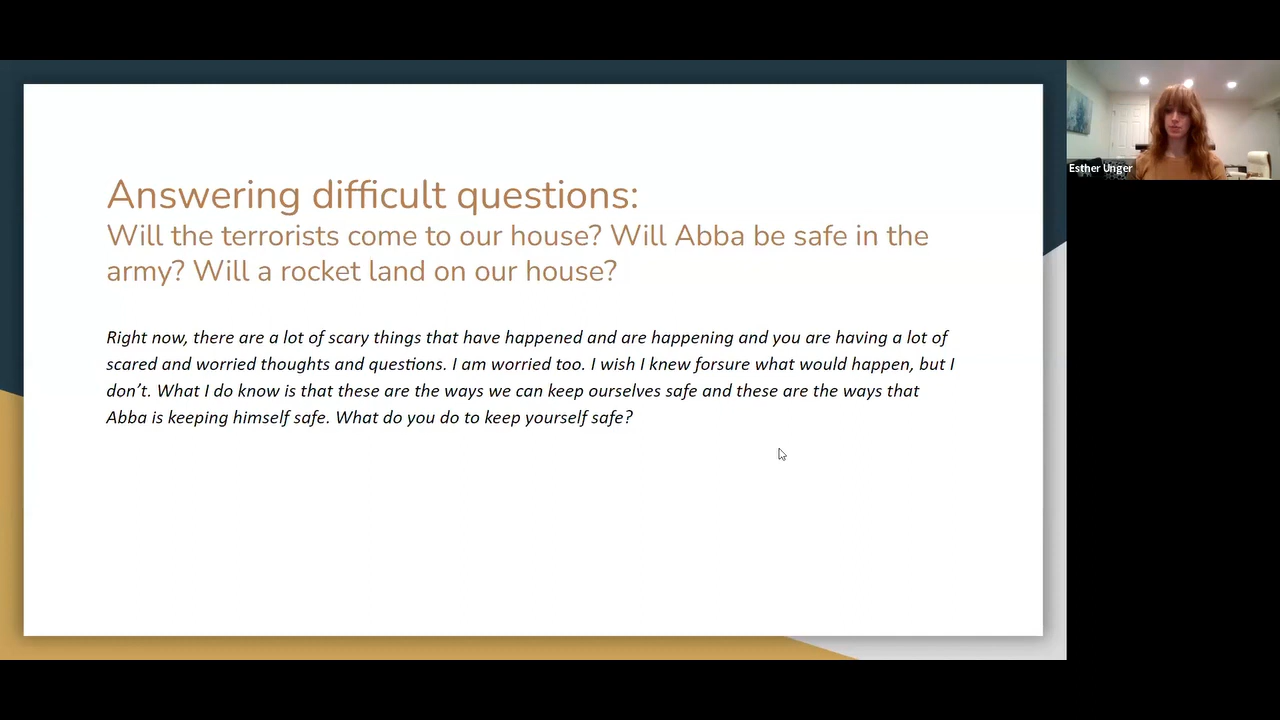 Answering difficult questions:
Will the terrorists come to our house? Will Abba be safe in the
army? Will a rocket land on our house?
Right now, there are a lot of scary things that have happened and are happening and you are having a lot of
scared and worried thoughts and questions. I am worried too. I wish I knew forsure what would happen, but I
don’t. What I do know is that these are the ways we can keep ourselves safe and these are the ways that
Abba is keeping himself safe. What do you do to keep yourself safe?
Esther Unger